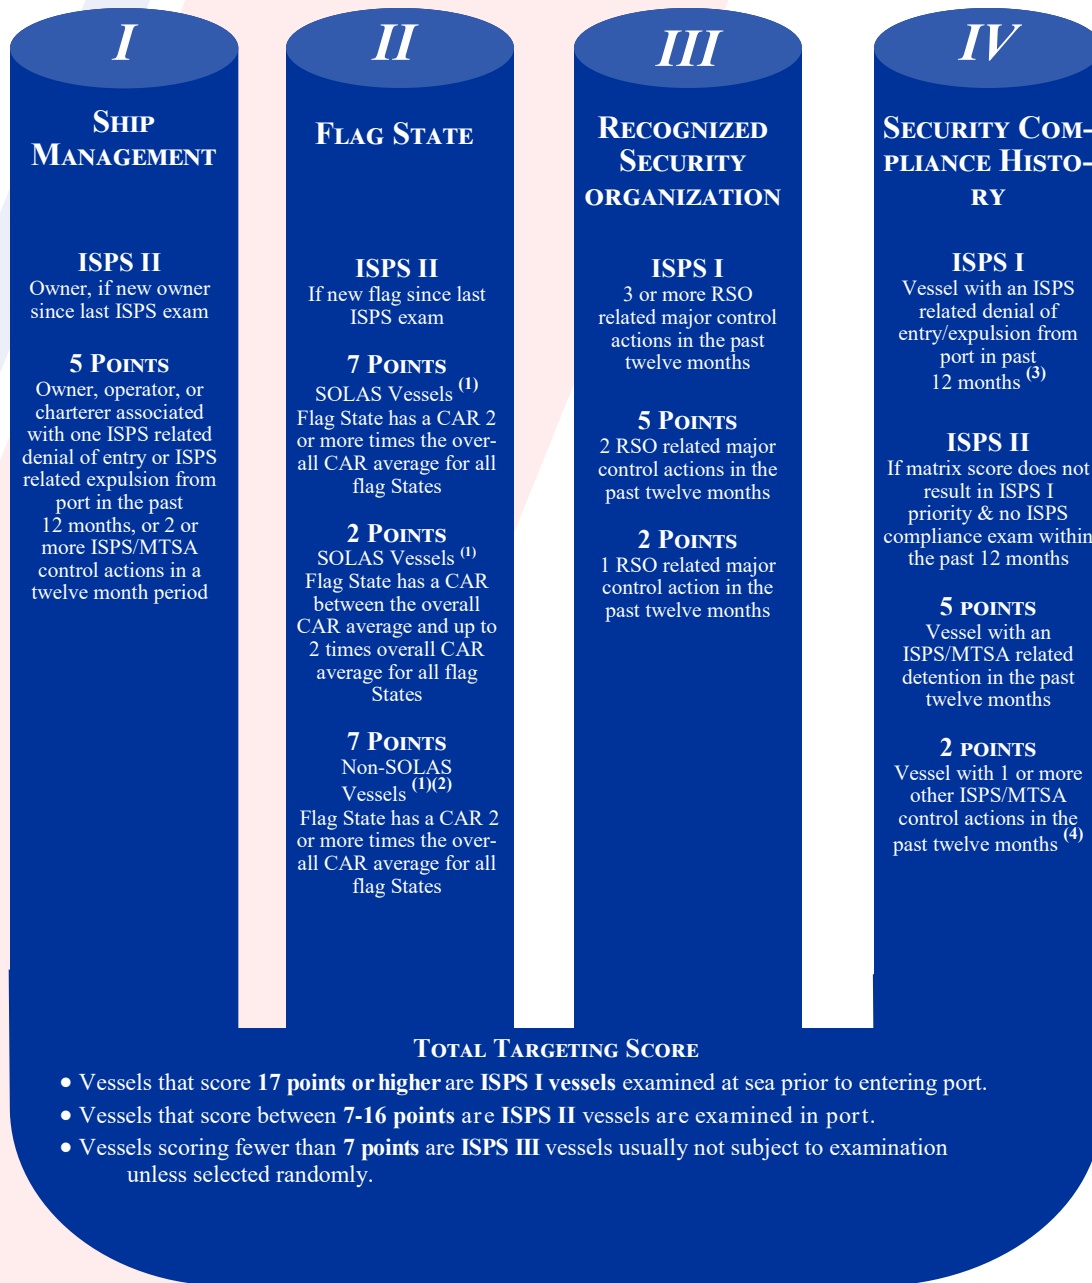 I
SHIP
MANAGEMENT
ISPS II
Owner, if new owner
since last ISPS exam
5 POINTS
Owner, operator, or
charterer associated
with one ISPS related
denial of entry or ISPS
related expulsion from
port in the past
12 months, or 2 or
more ISPS/MTSA
control actions in a
twelve month period
II
FLAG STATE
ISPS II
If new flag since last
ISPS exam
7 POINTS
SOLAS Vessels (1)
Flag State has a CAR 2
or more times the over-
all CAR average for all
flag States
2 POINTS
SOLAS Vessels (1)
Flag State has a CAR
between the overall
CAR average and up to
2 times overall CAR
average for all flag
States
7 POINTS
Non-SOLAS
Vessels (1)(2)
Flag State has a CAR 2
or more times the over-
all CAR average for all
flag States
III
RECOGNIZED
SECURITY
ORGANIZATION
ISPS I
3 or more RSO
related major control
actions in the past
twelve months
5 POINTS
2 RSO related major
control actions in the
past twelve months
2 POINTS
1 RSO related major
control action in the
past twelve months
IV
SECURITY COM-
PLIANCE HISTO-
RY
ISPS I
Vessel with an ISPS
related denial of
entry/expulsion from
port in past
12 months (3)
ISPS II
If matrix score does not
result in ISPS I
priority & no ISPS
compliance exam within
the past 12 months
5 POINTS
Vessel with an
ISPS/MTSA related
detention in the past
twelve months
2 POINTS
Vessel with 1 or more
other ISPS/MTSA
control actions in the
past twelve months (4)
TOTAL TARGETING SCORE
• Vessels that score 17 points or higher are ISPS I vessels examined at sea prior to entering port.
• Vessels that score between 7-16 points are ISPS II vessels are examined in port.
• Vessels scoring fewer than 7 points are ISPS III vessels usually not subject to examination
unless selected randomly.